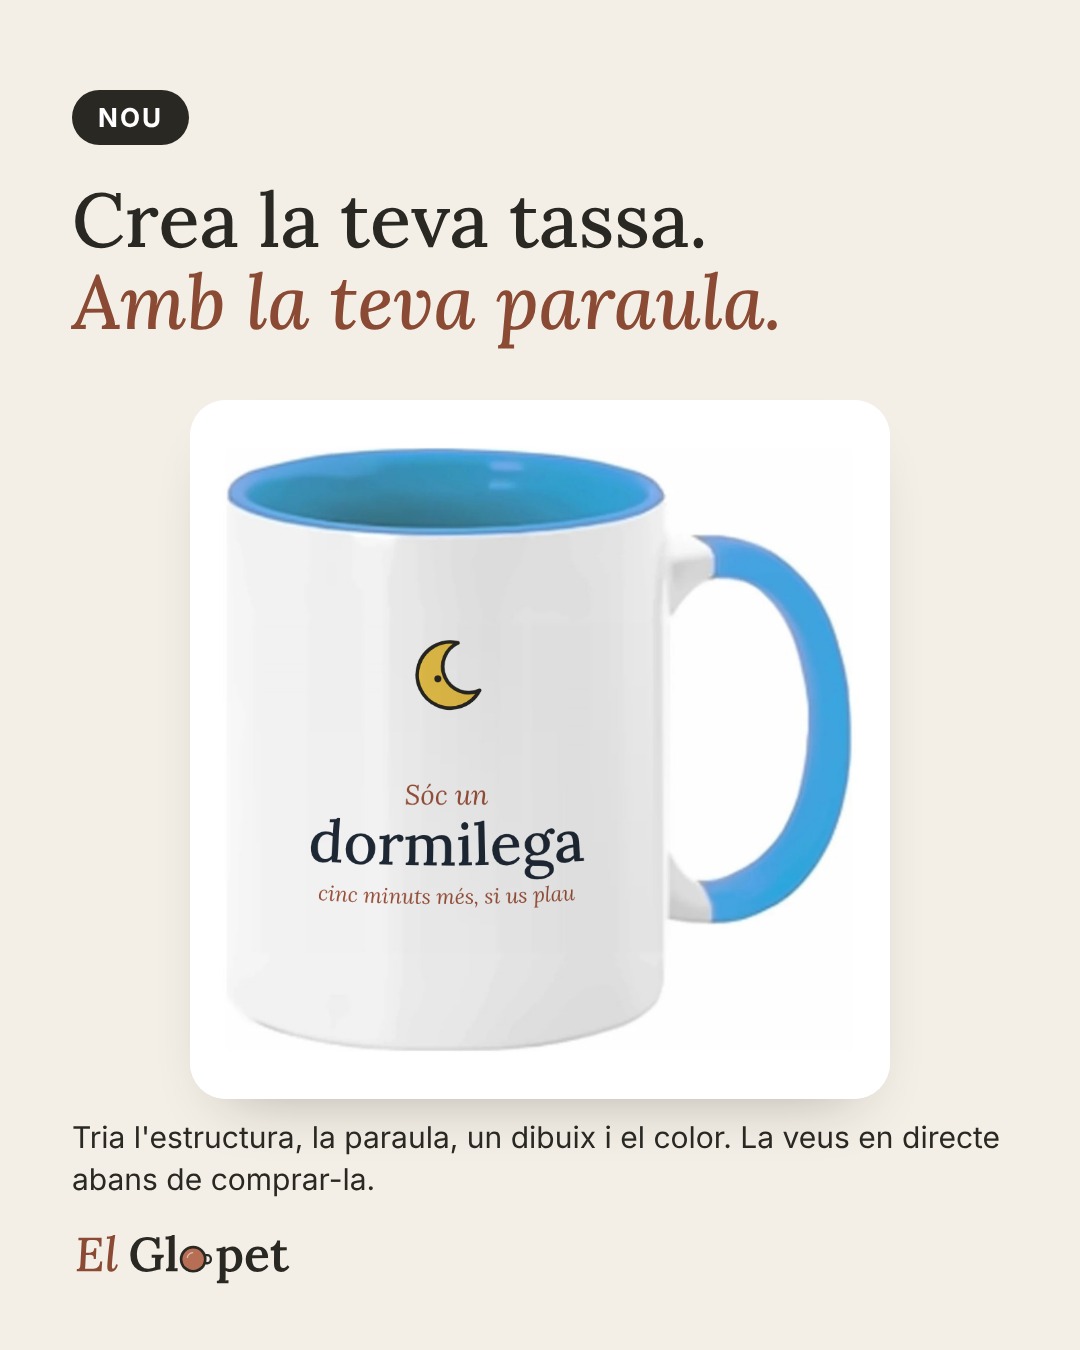 NOU
Crea la teva tassa.
Amb la teva paraula.
Sóc un
dormilega
cinc minuts més, si us plau
Tria l'estructura, la paraula, un dibuix i el color. La veus en directe
abans de comprar-la.
El Glopet